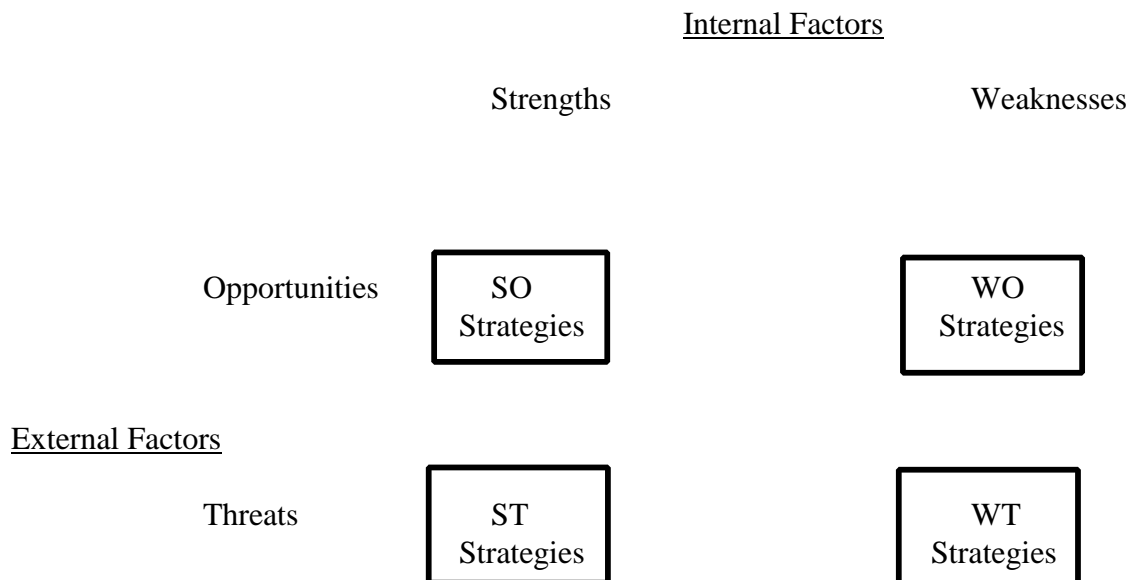 Internal Factors
Strengths Weaknesses
Opportunities SO WO
Strategies Strategies
External Factors
Threats ST WT
Strategies Strategies